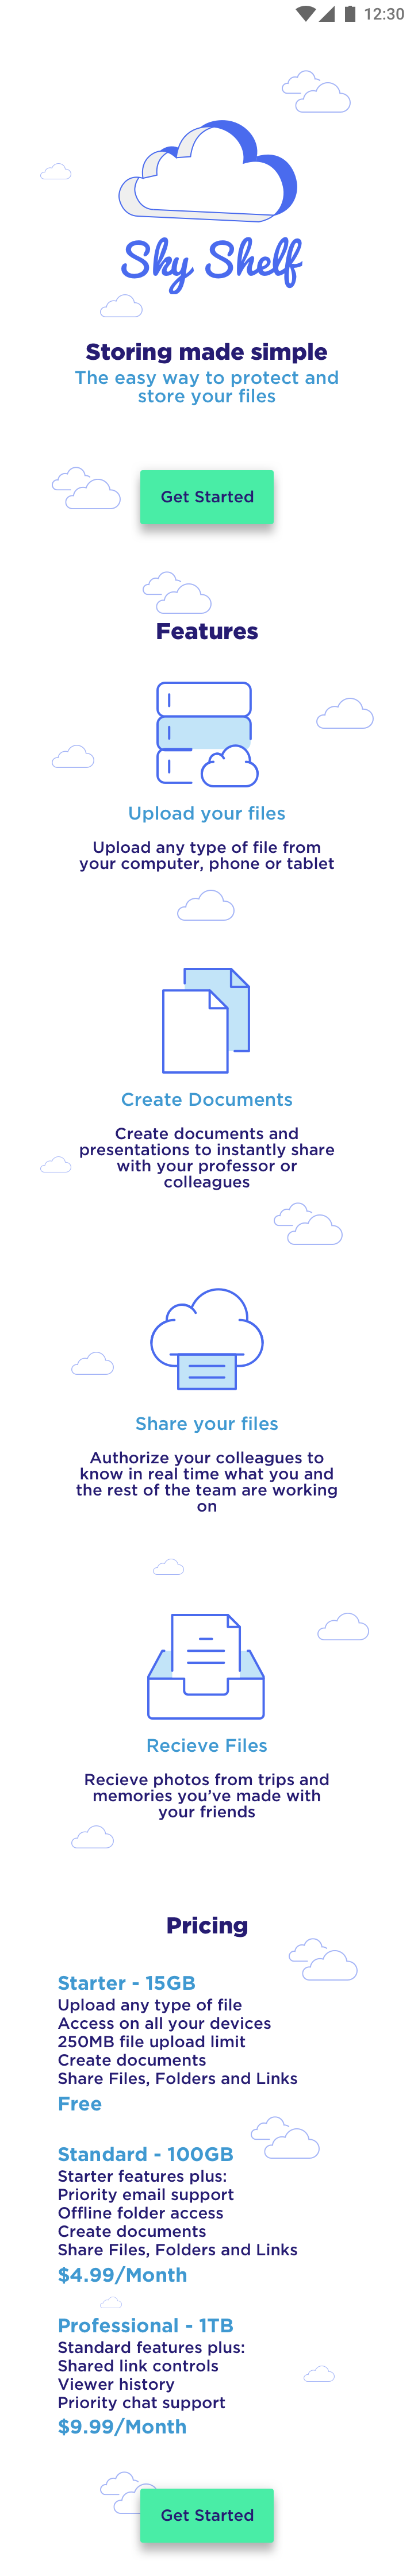 12:30
Sky Shelf
Storing made simple
The easy way to protect and
store your files
Get Started
Features
Upload your files
Upload any type of file from
your computer, phone or tablet
Create Documents
Create documents and
presentations to instantly share
with your professor or
colleagues
Share your files
Authorize your colleagues to
know in real time what you and
the rest of the team are working
on
Recieve Files
Recieve photos from trips and
memories you’ve made with
your friends
Pricing
Starter - 15GB
Upload any type of file
Access on all your devices
250MB file upload limit
Create documents
Share Files, Folders and Links
Free
Standard - 100GB
Starter features plus:
Priority email support
Offline folder access
Create documents
Share Files, Folders and Links
$4.99/Month
Professional - 1TB
Standard features plus:
Shared link controls
Viewer history
Priority chat support
$9.99/Month
Get Started